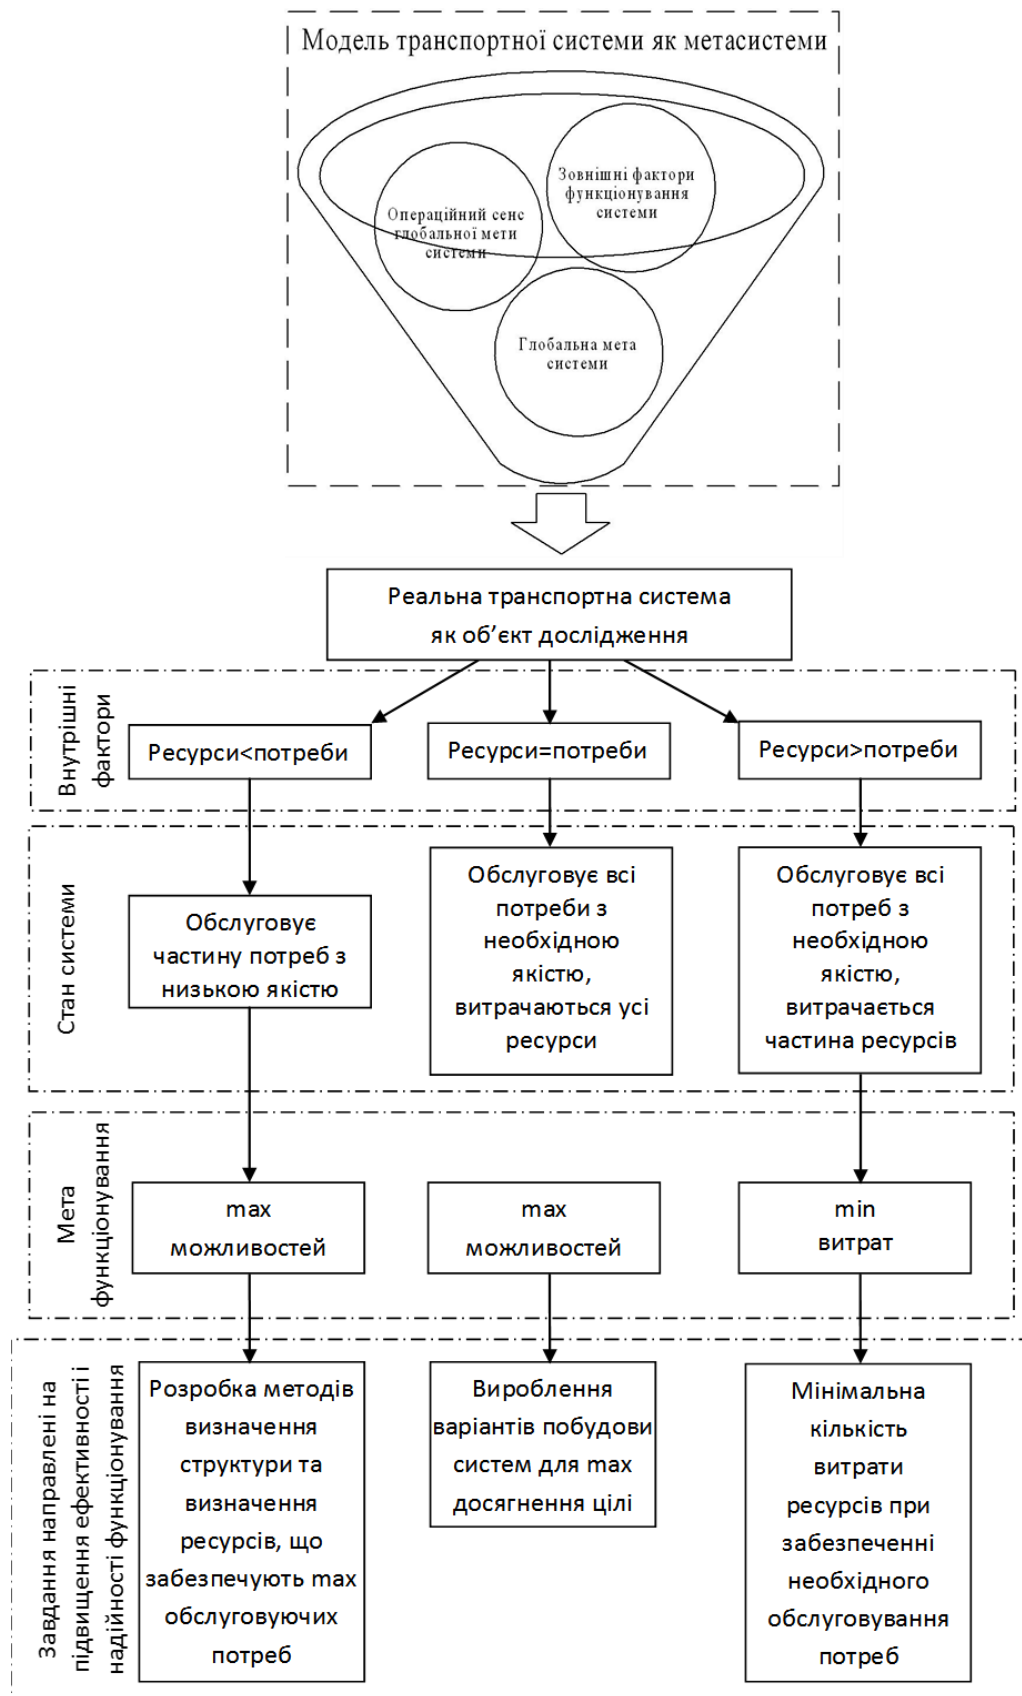 Модель транспортної системи як метасистеми
Зовнішні фактори
функціонування
системи
Операційний сенс
глобальної мети
системи
Глобальна мета
системи
Реальна транспортна система
як об’єкт дослідження
Внутрішні
фактори
Ресурси<потреби
Ресурси=потреби
Ресурси>потреби
Стан системи
Обслуговує
частину потреб з
низькою якістю
Обслуговує всі
потреби з
необхідною
якістю,
витрачаються усі
ресурси
Обслуговує всі
потреб з
необхідною
якістю,
витрачається
частина ресурсів
Мета
функціонування
max
можливостей
max
можливостей
min
витрат
Завдання направлені на
підвищення ефективності і
надійності функціонування
Розробка методів
визначення
структури та
визначення
ресурсів, що
забезпечують max
обслуговуючих
потреб
Вироблення
варіантів побудови
систем для max
досягнення цілі
Мінімальна
кількість
витрати
ресурсів при
забезпеченні
необхідного
обслуговування
потреб